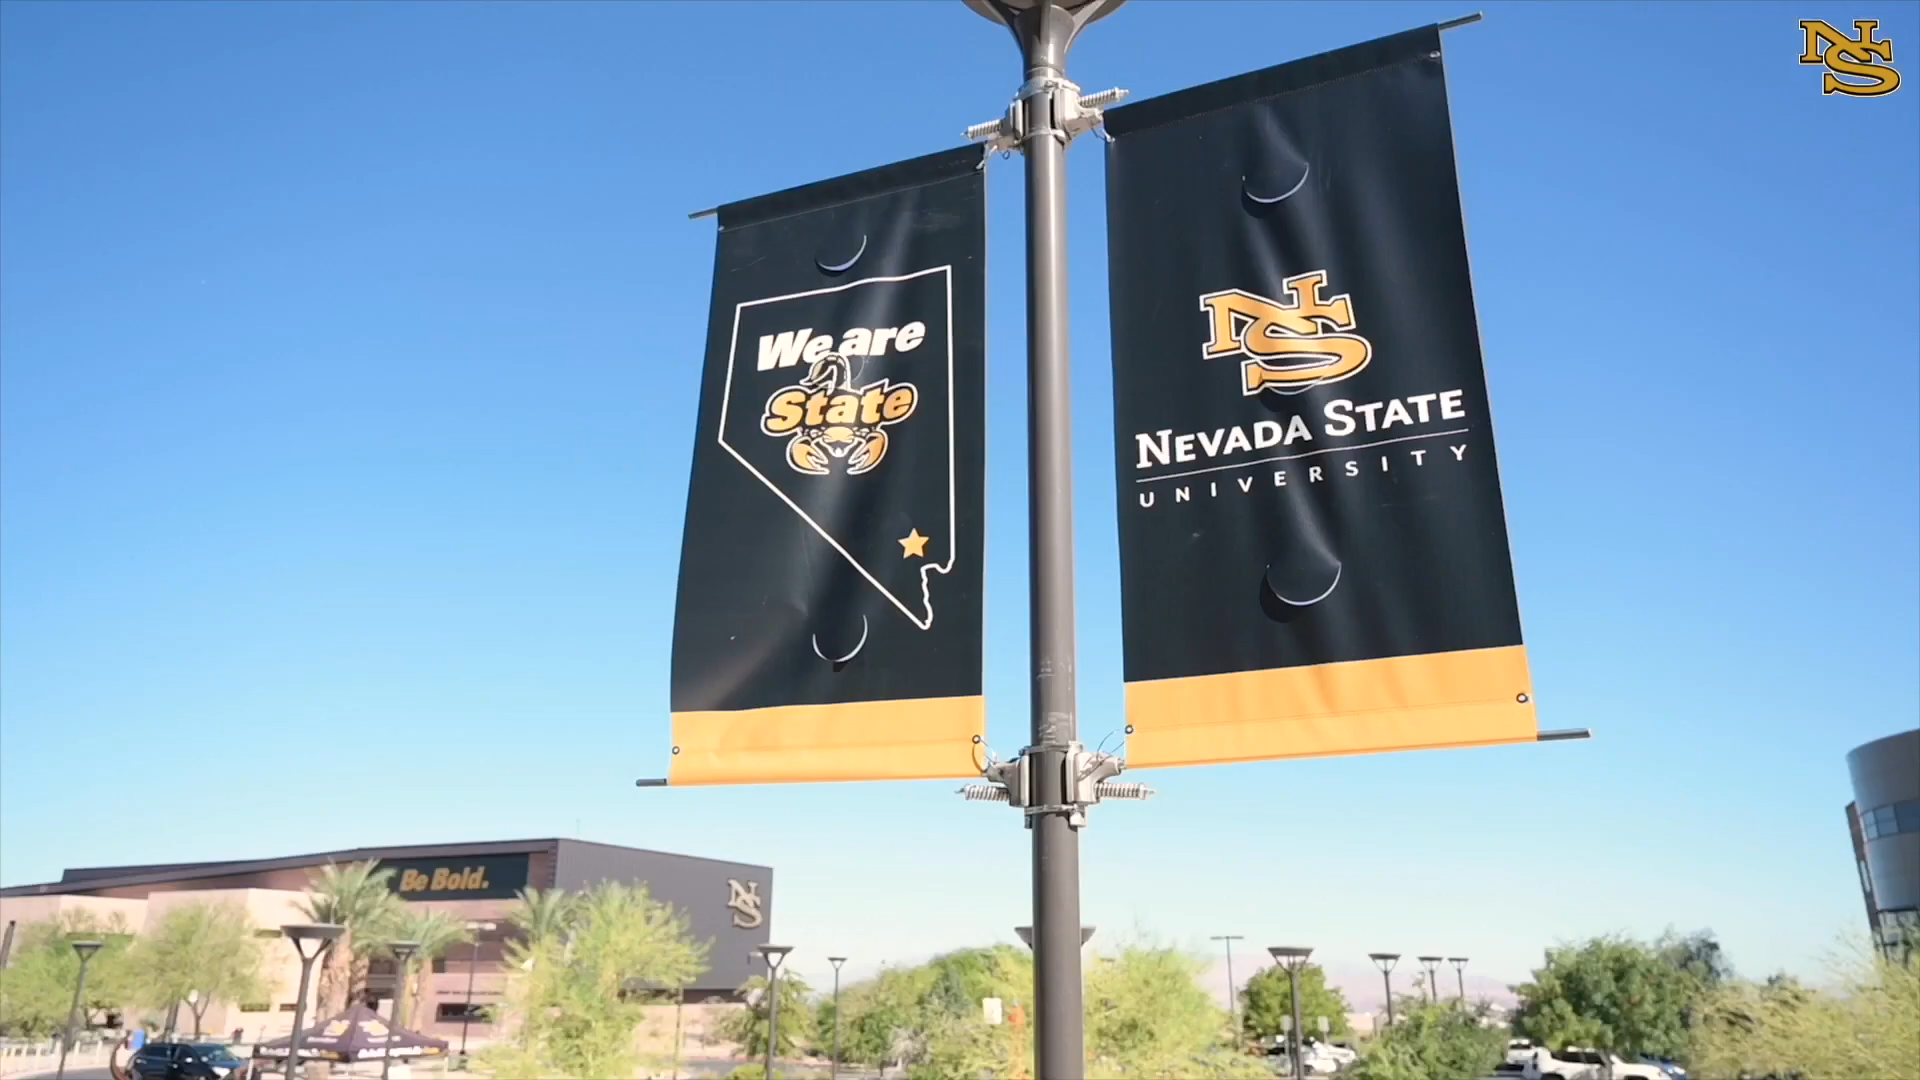 We are
State
NS
NEVADA STATE
UNIVERSITY
Be Bold.
NS
NS